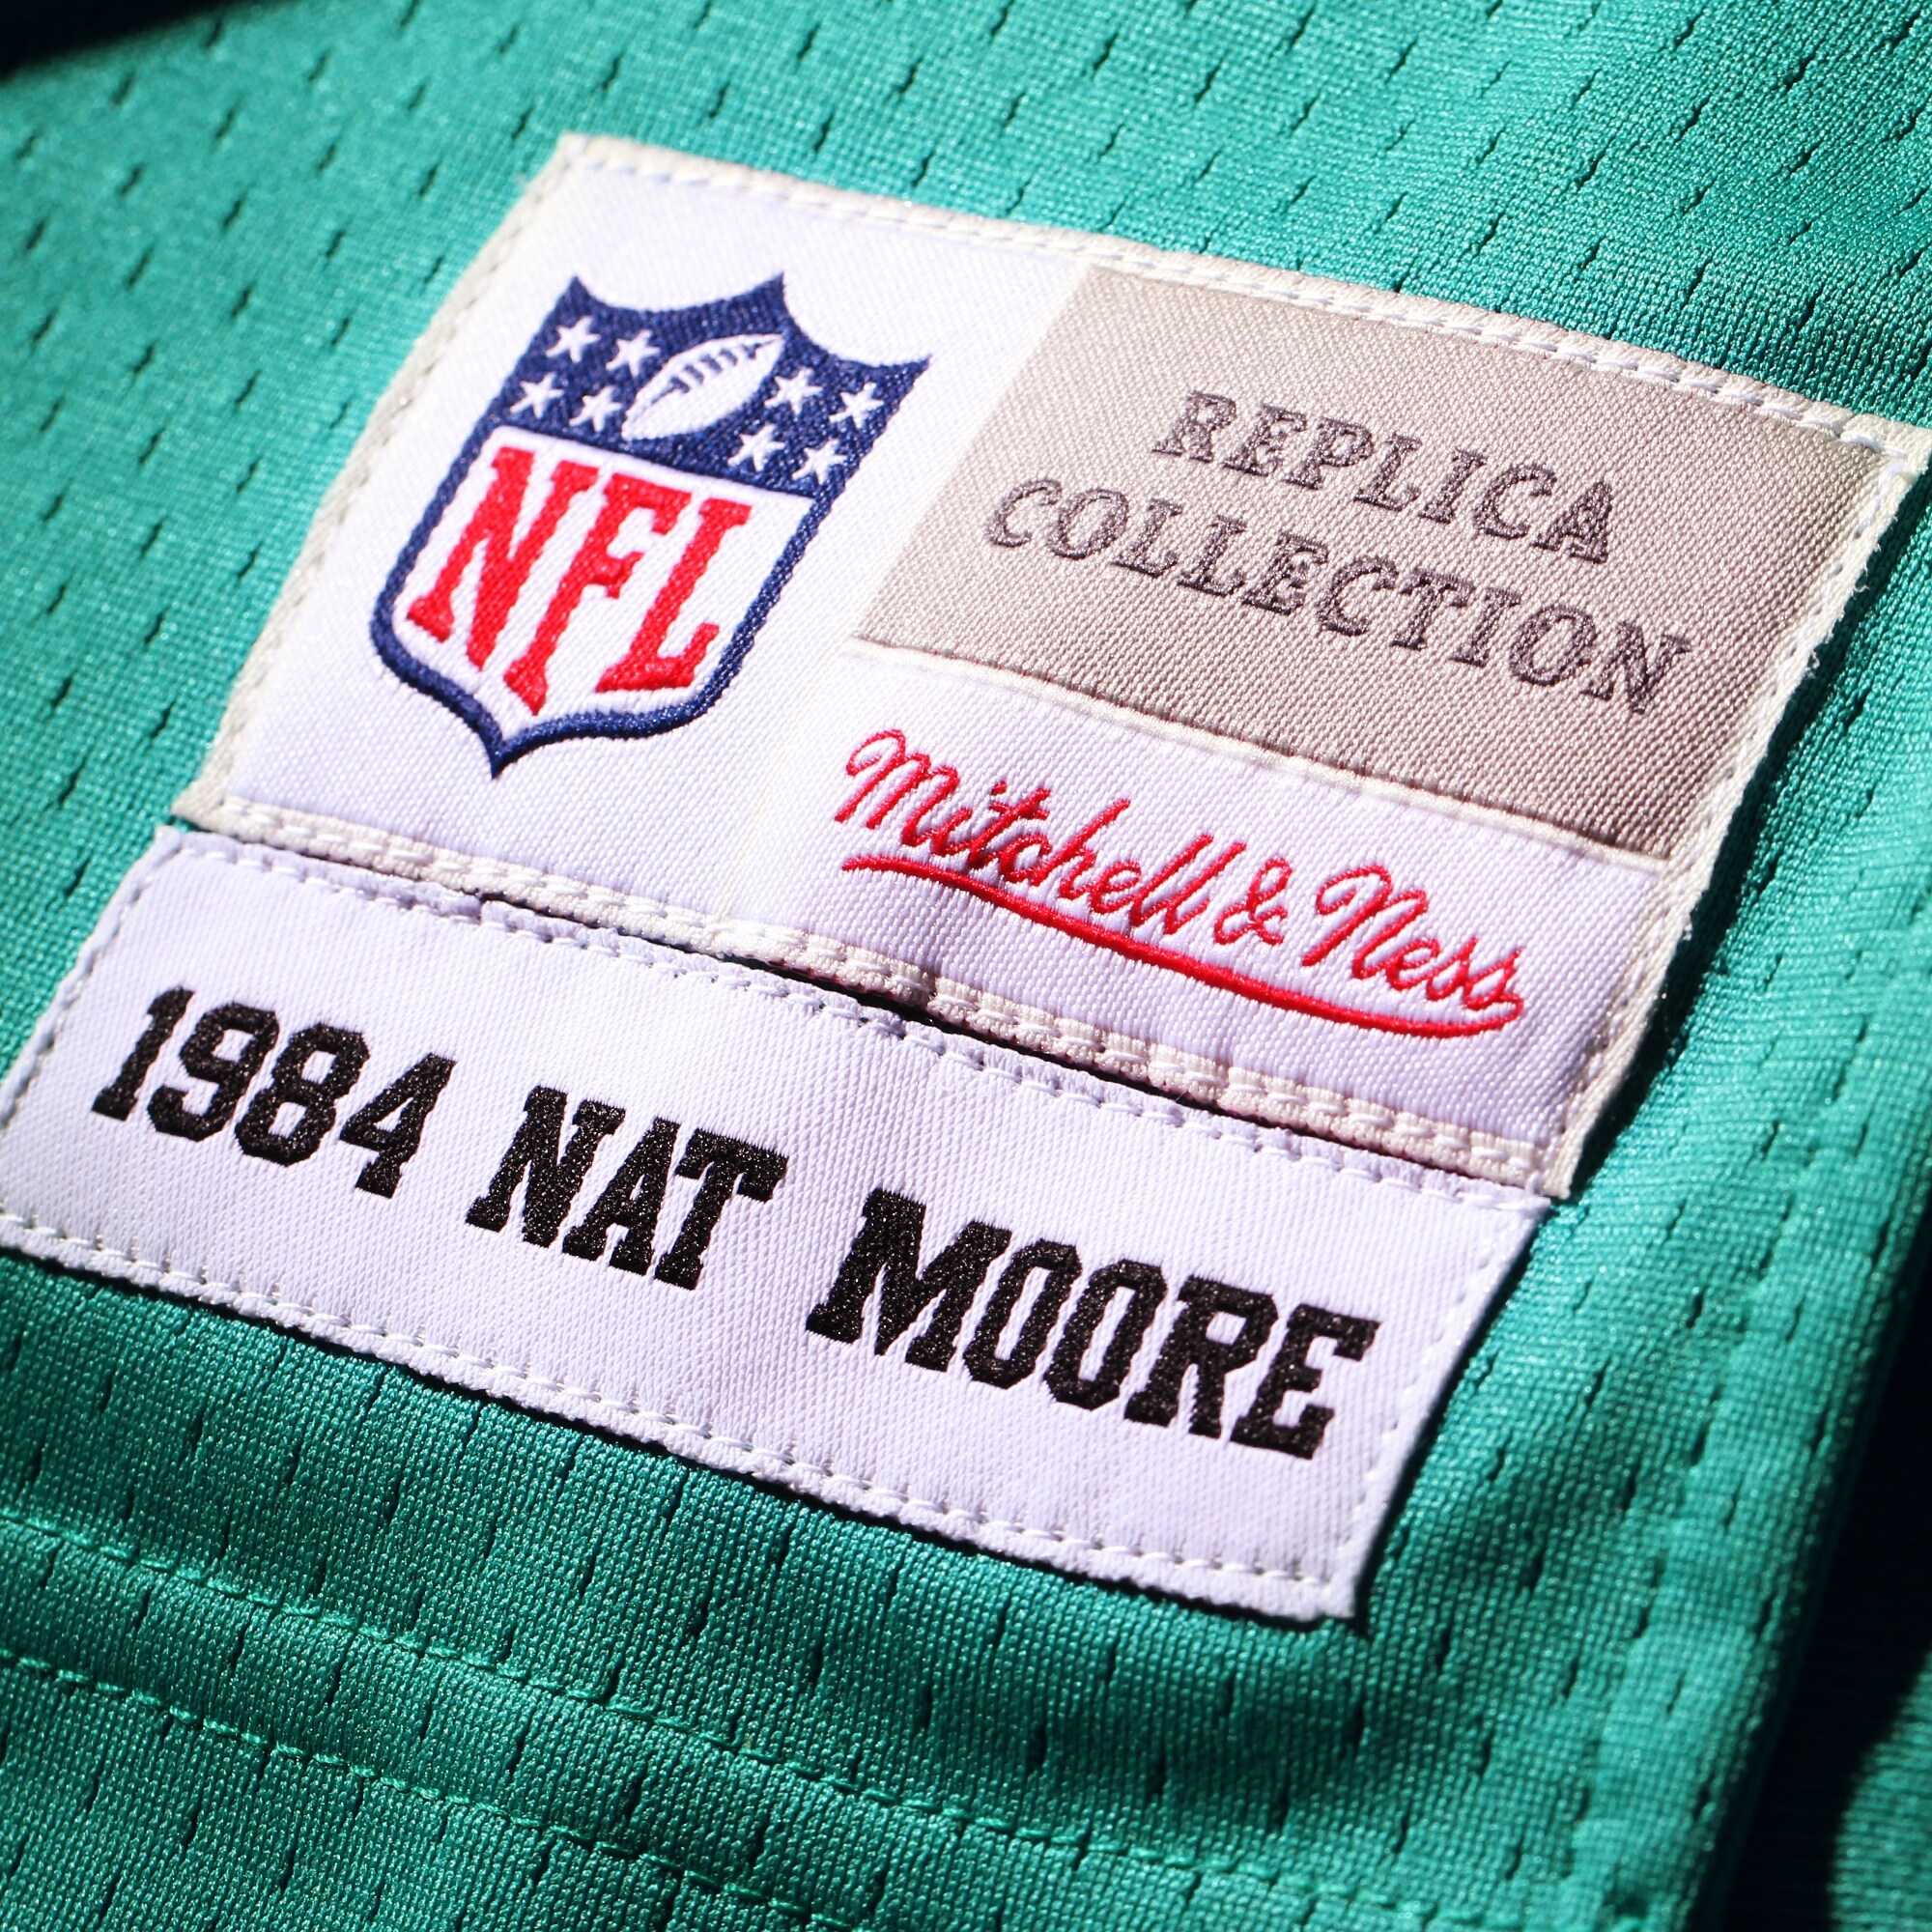 NFL
REPLICA
COLLECTION
Mitchell & Ness
1984 NAT MOORE